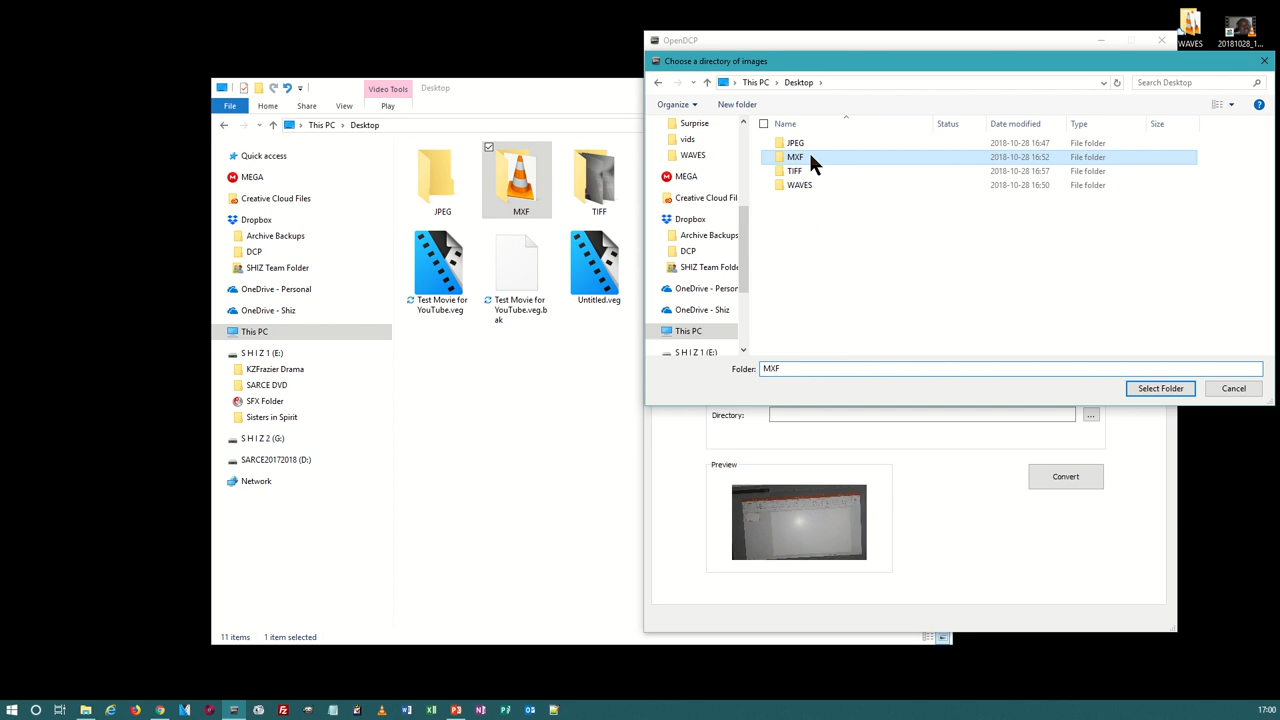 WAVES
20181028_1...
OpenDCP
Choose a directory of images
This PC
Desktop
Search Desktop
Organize
New folder
Surprise
vids
WAVES
MEGA
Creative Cloud Fil
Dropbox
Archive Backups
DCP
SHIZ Team Folde
OneDrive - Person
OneDrive - Shiz
This PC
S H I Z 1 (E:)
Name
Status
Date modified
Type
Size
JPEG
2018-10-28 16:47
File folder
MXF
2018-10-28 16:52
File folder
TIFF
2018-10-28 16:57
File folder
WAVES
2018-10-28 16:50
File folder
Folder:
MXF
Select Folder
Cancel
Directory:
...
Preview
Convert
Video Tools
Desktop
File
Home
Share
View
Play
This PC
Desktop
Quick access
MEGA
Creative Cloud Files
Dropbox
Archive Backups
DCP
SHIZ Team Folder
OneDrive - Personal
OneDrive - Shiz
This PC
S H I Z 1 (E:)
KZFrazier Drama
SARCE DVD
SFX Folder
Sisters in Spirit
S H I Z 2 (G:)
SARCE20172018 (D:)
Network
JPEG
MXF
TIFF
Test Movie for
YouTube.veg
Test Movie for
YouTube.veg.b
ak
Untitled.veg
11 items
1 item selected
17:00